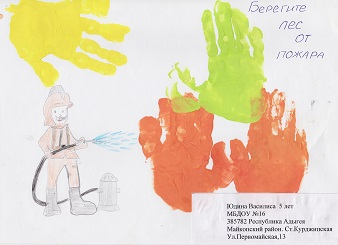 Берегите
лес
от
пожара
Юдина Василиса 5 лет
МБДОУ №16
385782 Республика Адыгея
Майкопский район. Ст.Курджипская
Ул.Первомайская,13